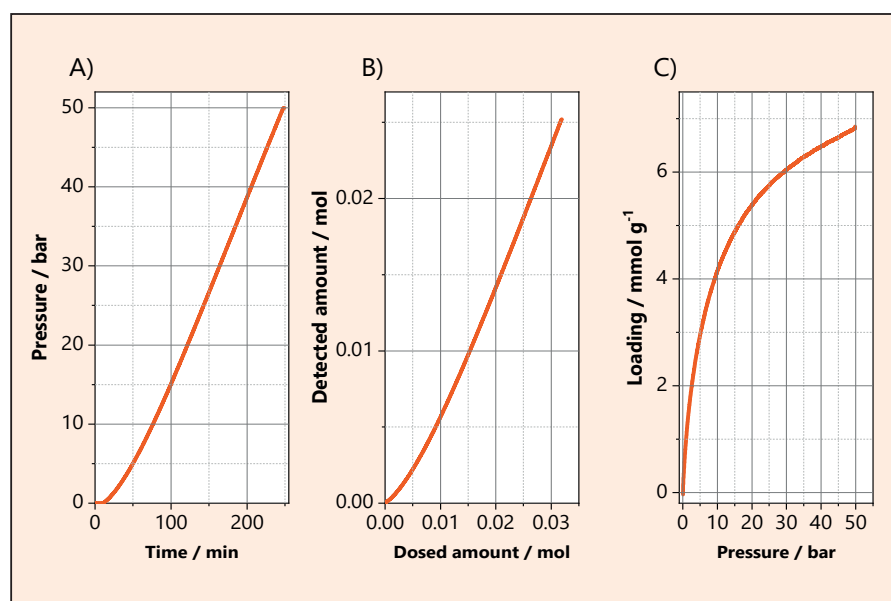 A)
Pressure / bar
50
40
30
20
10
0
0 100 200
Time / min
B)
Detected amount / mol
0.02
0.01
0.00
0.00 0.01 0.02 0.03
Dosed amount / mol
C)
Loading / mmol g⁻¹
6
4
2
0
0 10 20 30 40 50
Pressure / bar